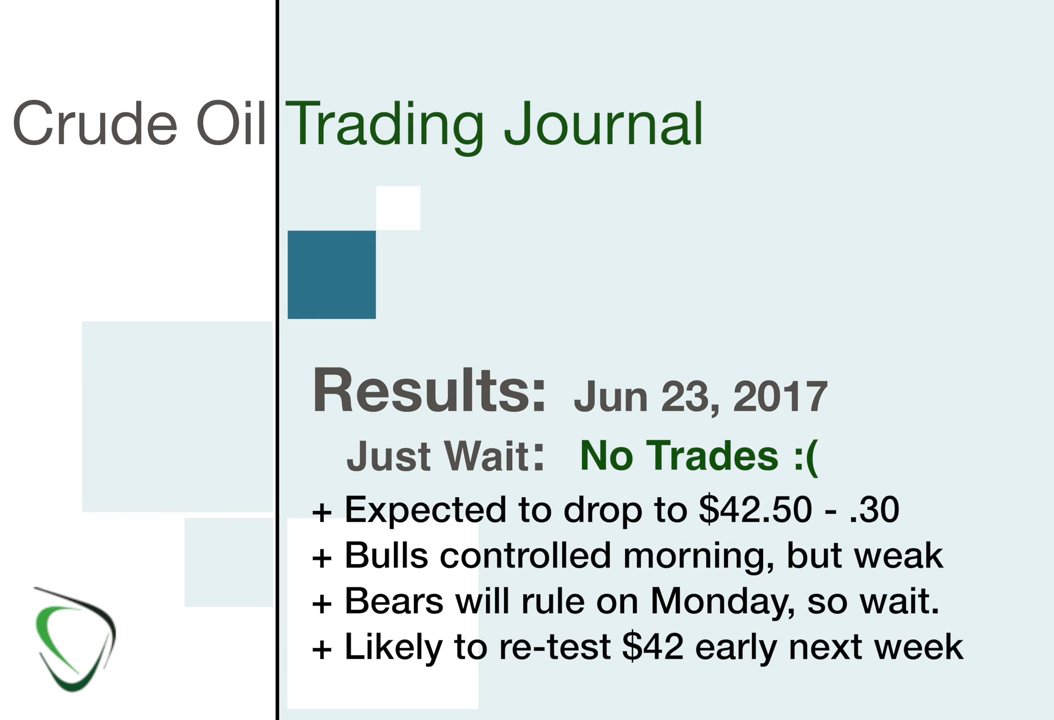 Crude Oil Trading Journal
Results: Jun 23, 2017
Just Wait: No Trades :(
+ Expected to drop to $42.50 - .30
+ Bulls controlled morning, but weak
+ Bears will rule on Monday, so wait.
+ Likely to re-test $42 early next week